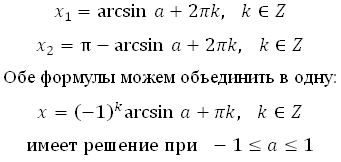 x₁ = arcsin a + 2πk, k ∈ Z
x₂ = π − arcsin a + 2πk, k ∈ Z
Обе формулы можем объединить в одну:
x = (−1)ᵏarcsin a + πk, k ∈ Z
имеет решение при − 1 ≤ a ≤ 1